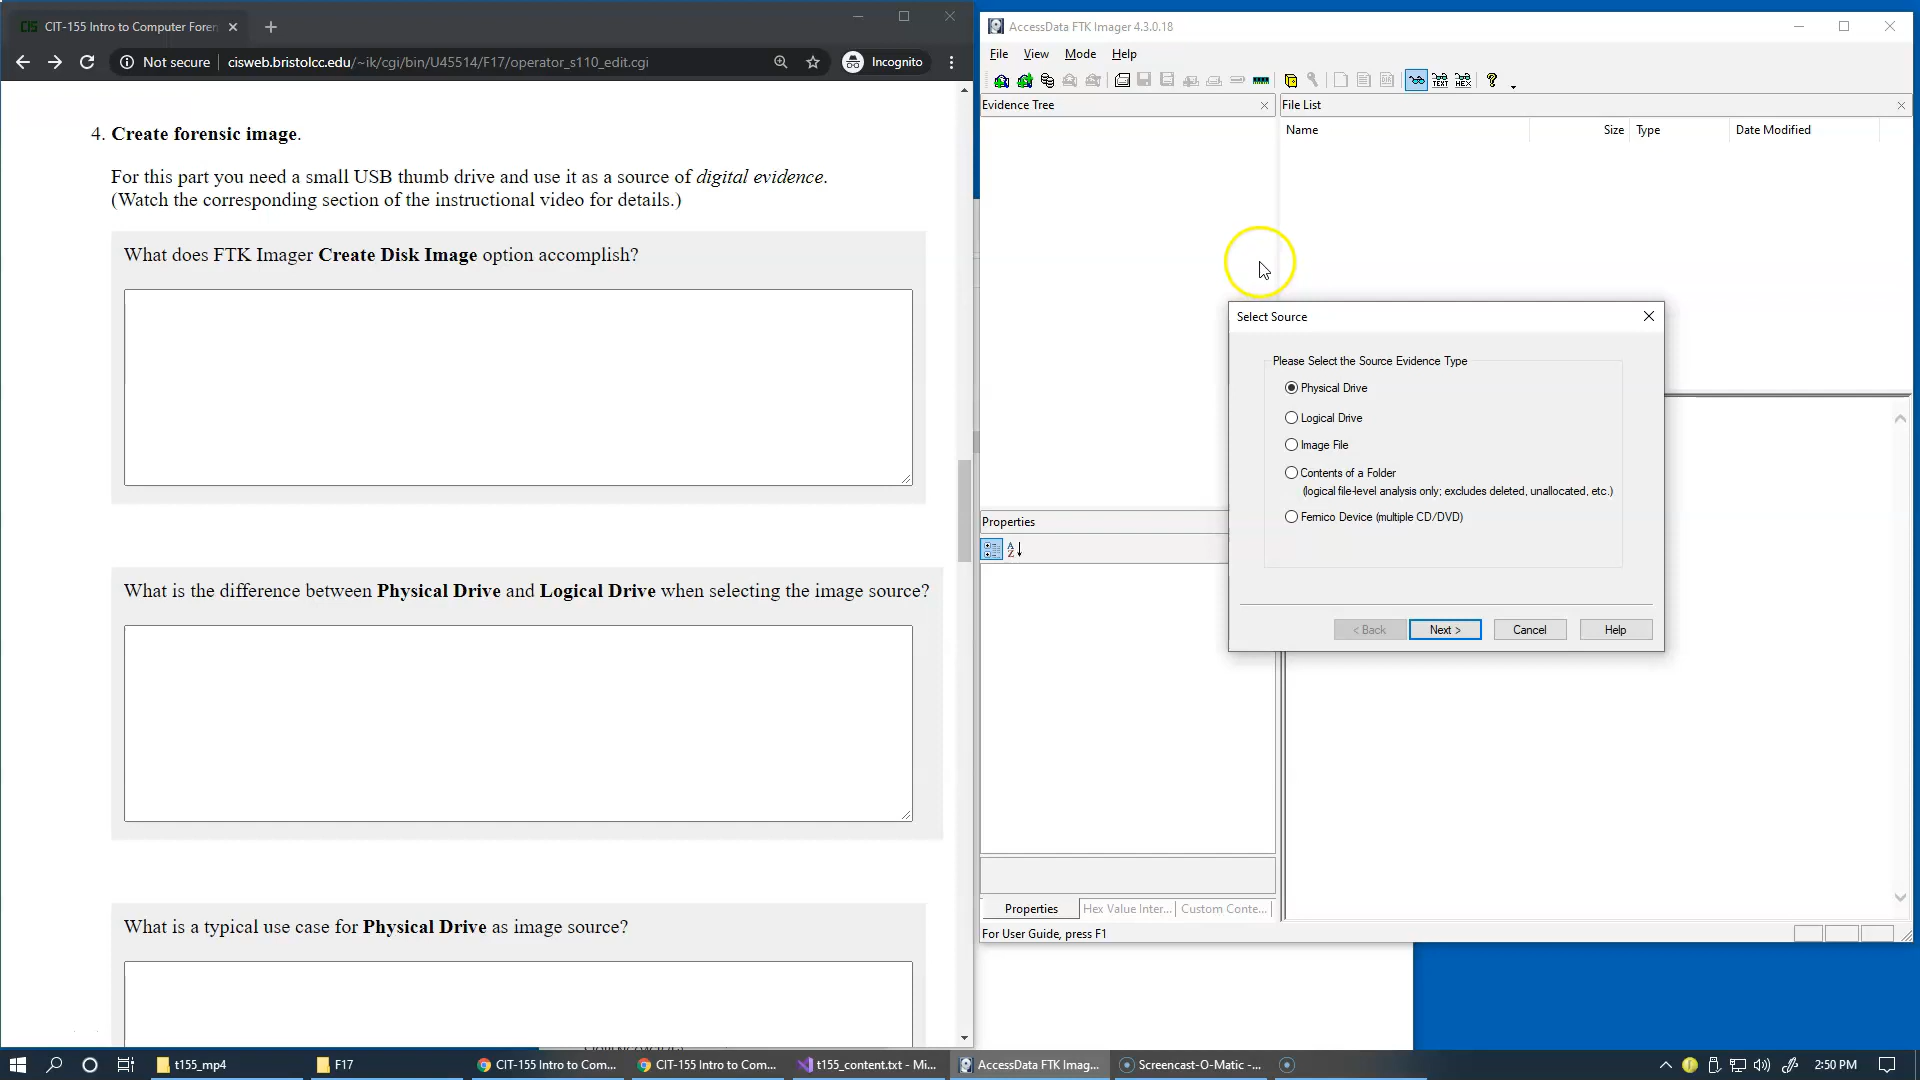 CIS CIT-155 Intro to Computer Foren
Not secure cisweb.bristolcc.edu/~ik/cgi/bin/U45514/F17/operator_s110_edit.cgi Incognito
4. Create forensic image.
For this part you need a small USB thumb drive and use it as a source of digital evidence.
(Watch the corresponding section of the instructional video for details.)
What does FTK Imager Create Disk Image option accomplish?
What is the difference between Physical Drive and Logical Drive when selecting the image source?
What is a typical use case for Physical Drive as image source?
AccessData FTK Imager 4.3.0.18
File View Mode Help
TEXT HEX
Evidence Tree
File List
Name Size Type Date Modified
Select Source
Please Select the Source Evidence Type
Physical Drive
Logical Drive
Image File
Contents of a Folder
(logical file-level analysis only; excludes deleted, unallocated, etc.)
Fernico Device (multiple CD/DVD)
< Back Next > Cancel Help
Properties
A
Z
Properties Hex Value Inter... Custom Conte...
For User Guide, press F1
t155_mp4 F17 CIT-155 Intro to Com... CIT-155 Intro to Com... t155_content.txt - Mi... AccessData FTK Imag... Screencast-O-Matic -... 2:50 PM